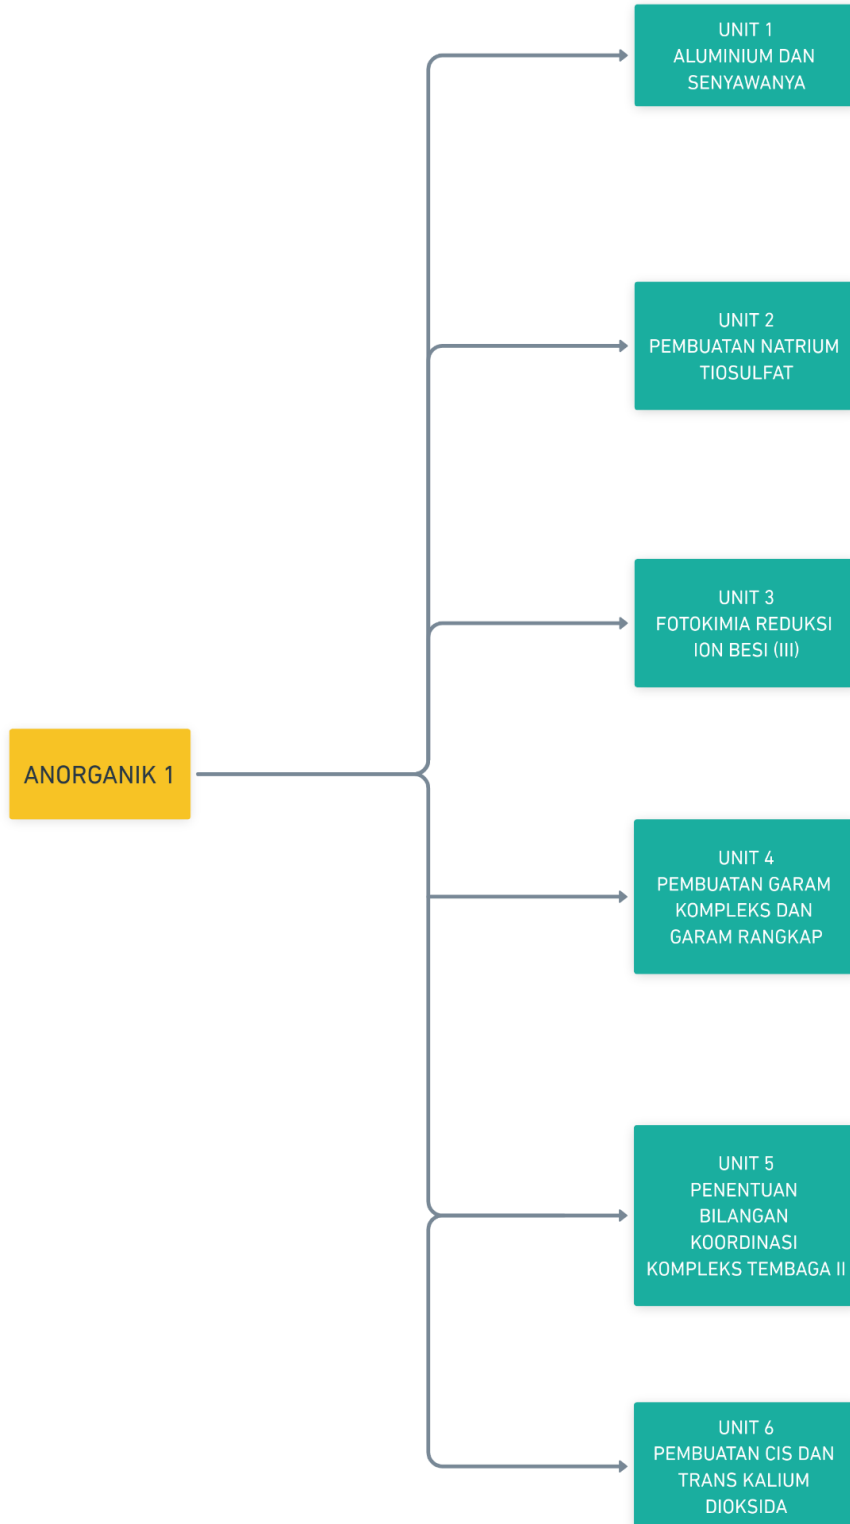 UNIT 1
ALUMINIUM DAN
SENYAWANYA
UNIT 2
PEMBUATAN NATRIUM
TIOSULFAT
UNIT 3
FOTOKIMIA REDUKSI
ION BESI (III)
ANORGANIK 1
UNIT 4
PEMBUATAN GARAM
KOMPLEKS DAN
GARAM RANGKAP
UNIT 5
PENENTUAN
BILANGAN
KOORDINASI
KOMPLEKS TEMBAGA II
UNIT 6
PEMBUATAN CIS DAN
TRANS KALIUM
DIOKSIDA